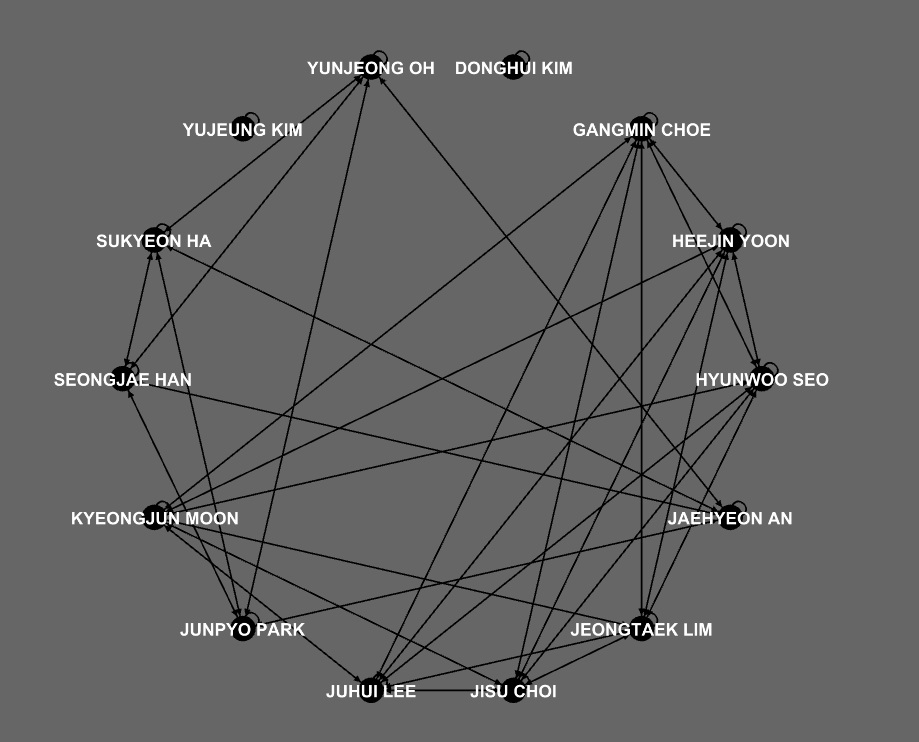 YUNJEONG OH
DONGHUI KIM
YUJEUNG KIM
GANGMIN CHOE
SUKYEON HA
HEEJIN YOON
SEONGJAE HAN
HYUNWOO SEO
KYEONGJUN MOON
JAEHYEON AN
JUNPYO PARK
JEONGTAEK LIM
JUHUI LEE
JISU CHOI